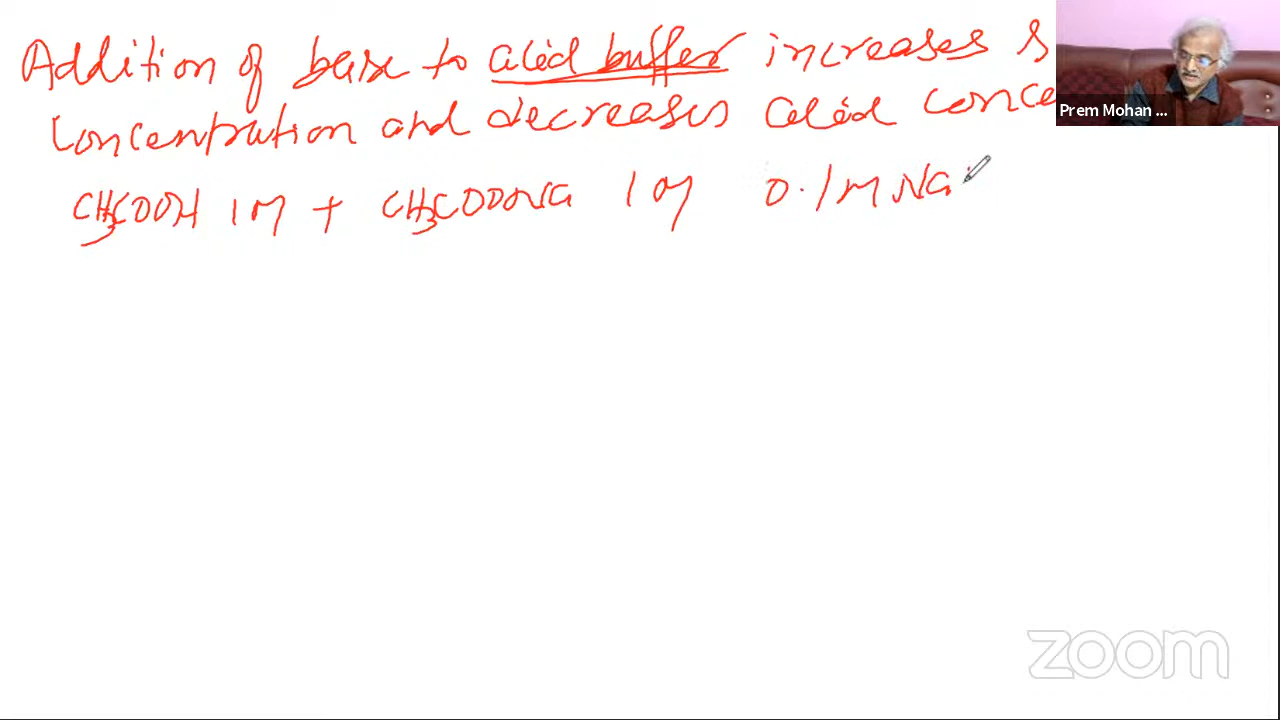 Addition of base to acid buffer increases s
Prem Mohan ...
concentration and decreases acid conce
CH3COOH 1M + CH3COONa 1M 0.1M Na
zoom